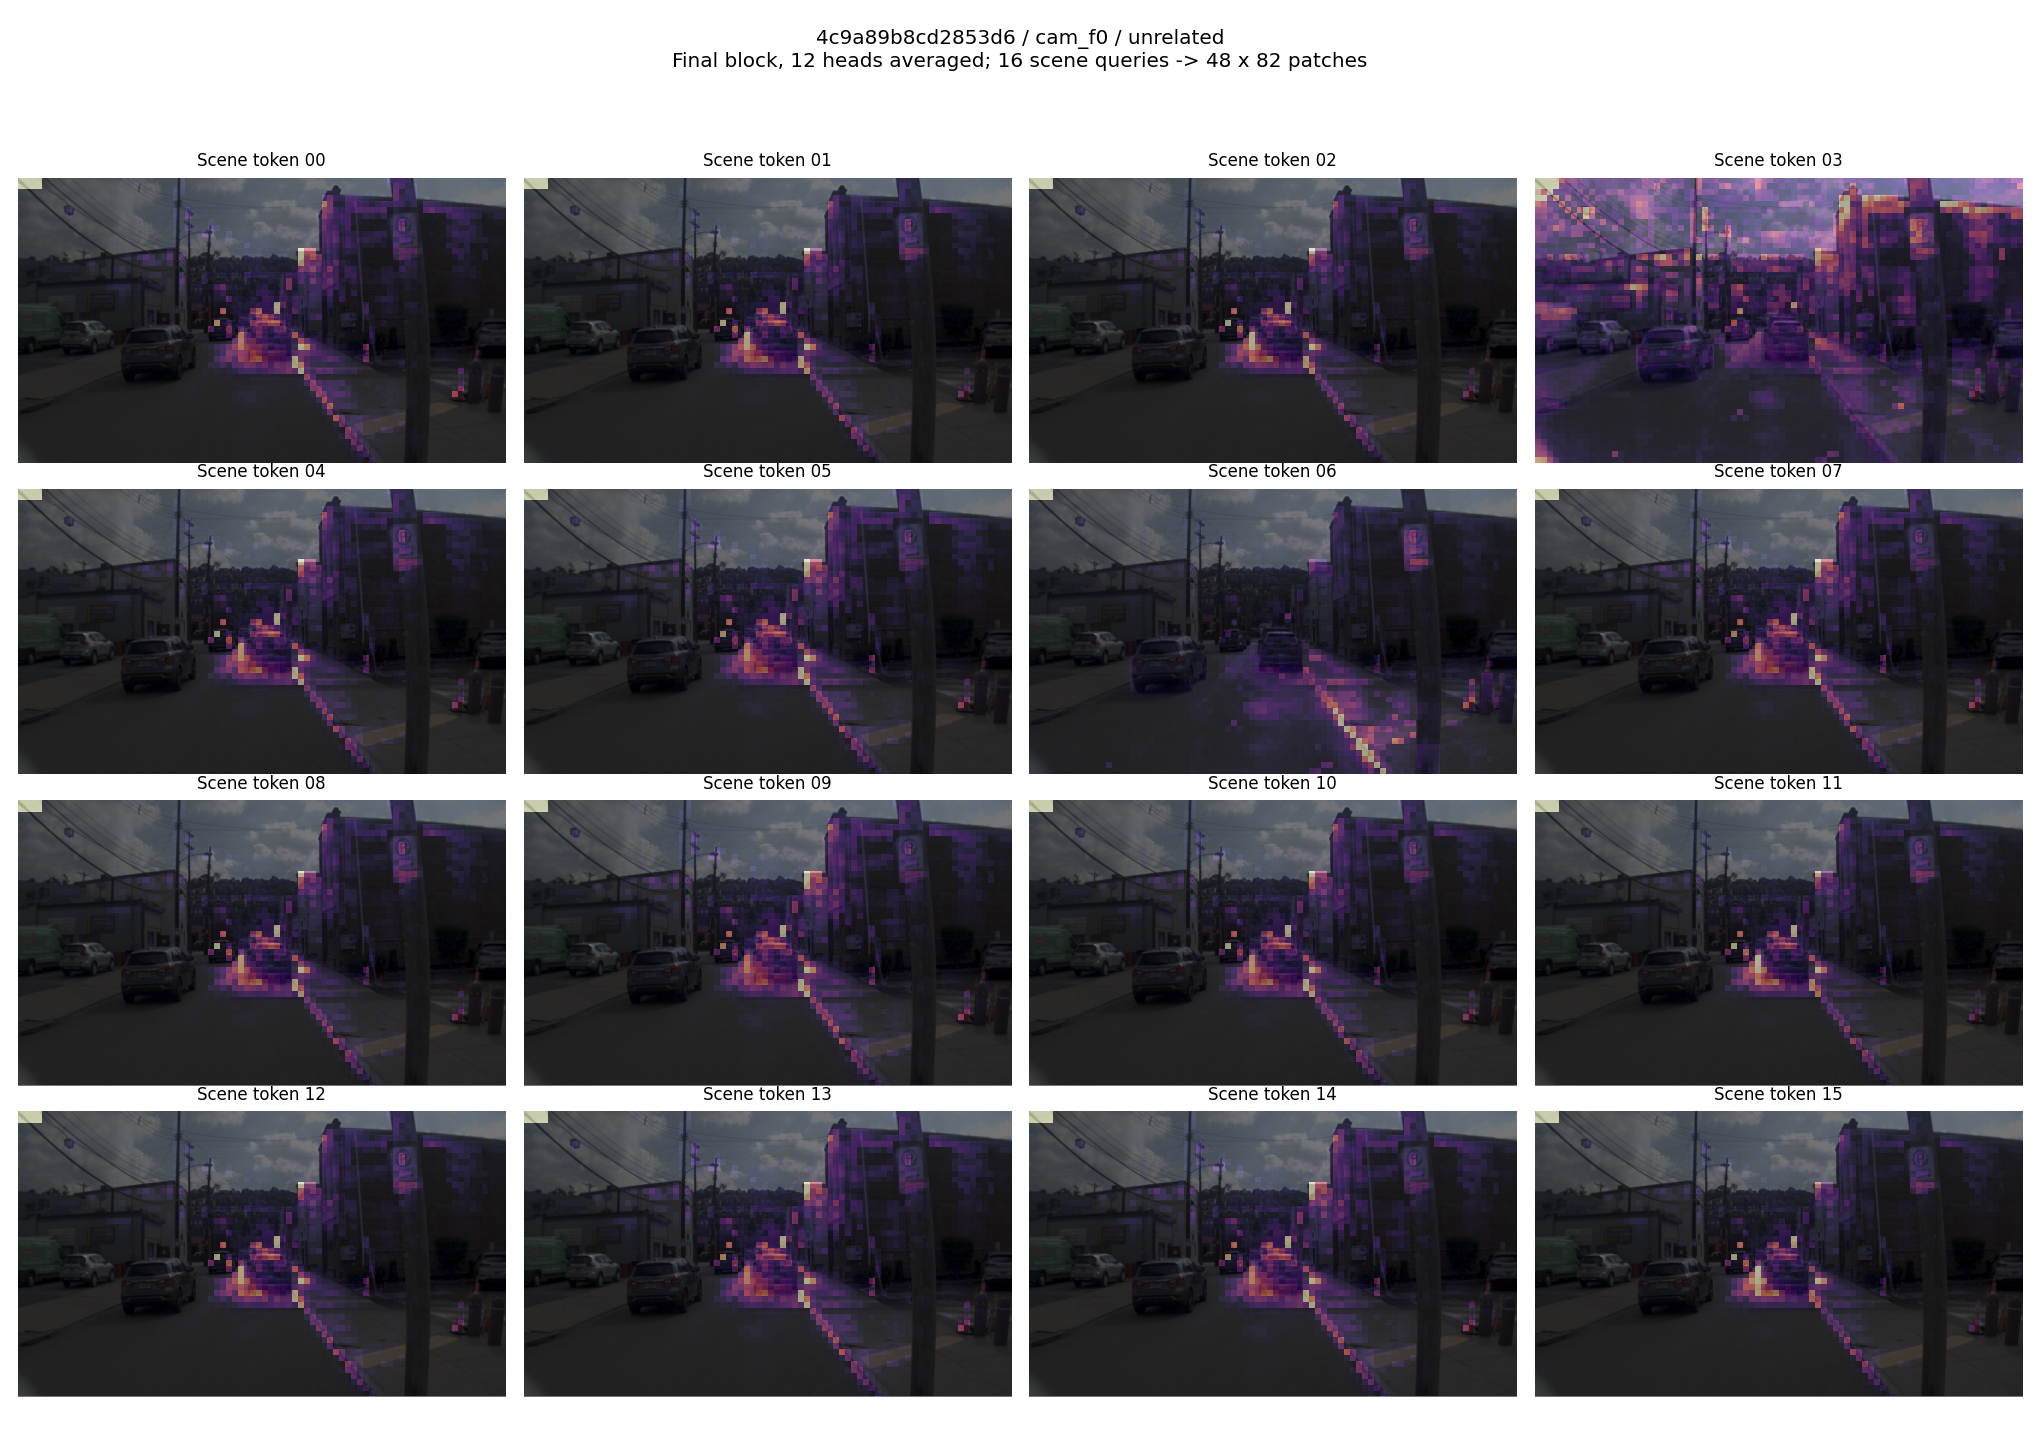 4c9a89b8cd2853d6 / cam_f0 / unrelated
Final block, 12 heads averaged; 16 scene queries -> 48 x 82 patches
Scene token 00
Scene token 01
Scene token 02
Scene token 03
Scene token 04
Scene token 05
Scene token 06
Scene token 07
Scene token 08
Scene token 09
Scene token 10
Scene token 11
Scene token 12
Scene token 13
Scene token 14
Scene token 15